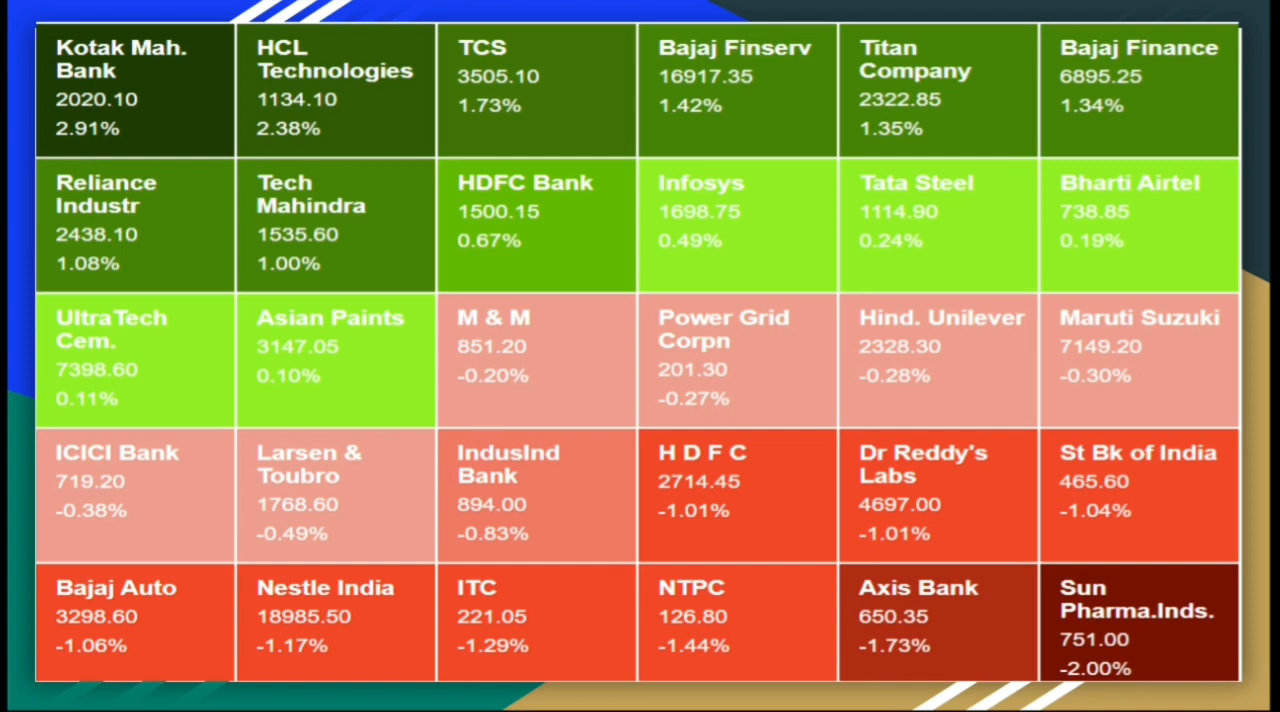 Kotak Mah.
Bank
2020.10
2.91%
HCL
Technologies
1134.10
2.38%
TCS
3505.10
1.73%
Bajaj Finserv
16917.35
1.42%
Titan
Company
2322.85
1.35%
Bajaj Finance
6895.25
1.34%
Reliance
Industr
2438.10
1.08%
Tech
Mahindra
1535.60
1.00%
HDFC Bank
1500.15
0.67%
Infosys
1698.75
0.49%
Tata Steel
1114.90
0.24%
Bharti Airtel
738.85
0.19%
UltraTech
Cem.
7398.60
0.11%
Asian Paints
3147.05
0.10%
M & M
851.20
-0.20%
Power Grid
Corpn
201.30
-0.27%
Hind. Unilever
2328.30
-0.28%
Maruti Suzuki
7149.20
-0.30%
ICICI Bank
719.20
-0.38%
Larsen &
Toubro
1768.60
-0.49%
IndusInd
Bank
894.00
-0.83%
H D F C
2714.45
-1.01%
Dr Reddy's
Labs
4697.00
-1.01%
St Bk of India
465.60
-1.04%
Bajaj Auto
3298.60
-1.06%
Nestle India
18985.50
-1.17%
ITC
221.05
-1.29%
NTPC
126.80
-1.44%
Axis Bank
650.35
-1.73%
Sun
Pharma.Inds.
751.00
-2.00%